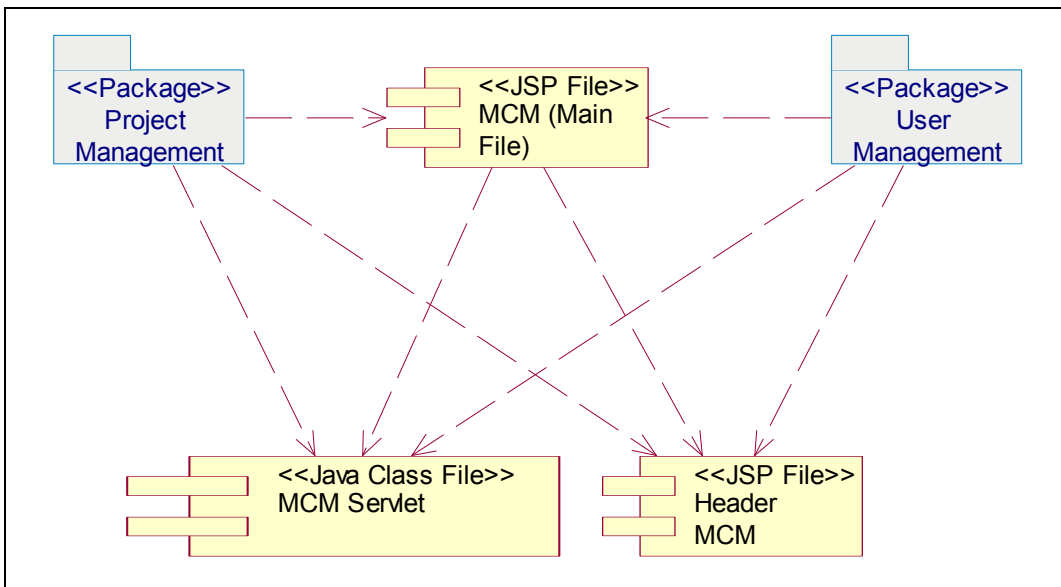 <<Package>>
Project
Management
<<JSP File>>
MCM (Main
File)
<<Package>>
User
Management
<<Java Class File>>
MCM Servlet
<<JSP File>>
Header
MCM